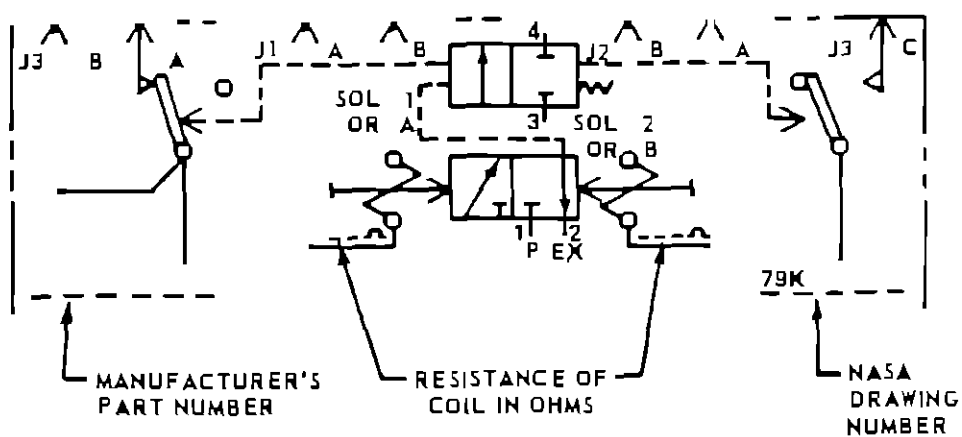 J3 B A J1 A B 4 J2 B A J3 C
SOL 1
OR A
3
SOL 2
OR B
1 P
2 EX
79K
MANUFACTURER'S
PART NUMBER
RESISTANCE OF
COIL IN OHMS
NASA
DRAWING
NUMBER